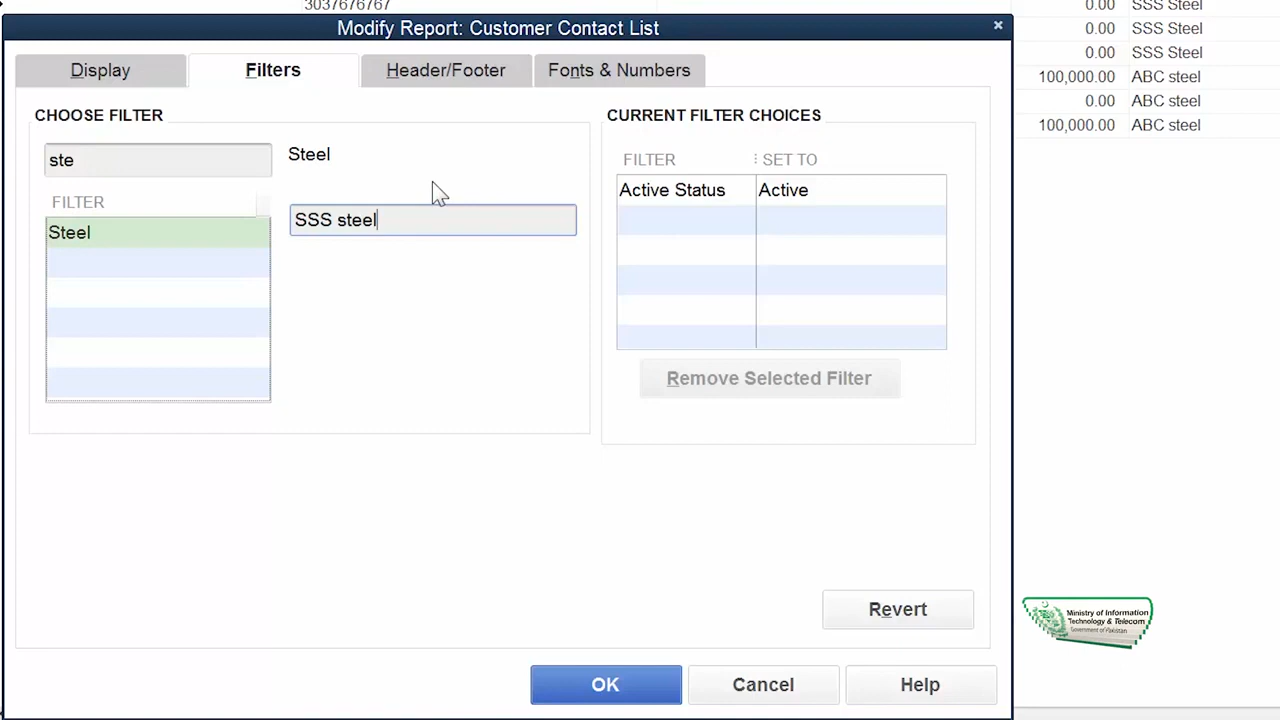 3037676767
0.00 SSS Steel
Modify Report: Customer Contact List ×
0.00 SSS Steel
0.00 SSS Steel
Display Filters Header/Footer Fonts & Numbers
100,000.00 ABC steel
0.00 ABC steel
100,000.00 ABC steel
CHOOSE FILTER
ste
Steel
FILTER
SSS steel
Steel
CURRENT FILTER CHOICES
FILTER SET TO
Active Status Active
Remove Selected Filter
Revert
Ministry of Information
Technology & Telecom
Government of Pakistan
OK Cancel Help